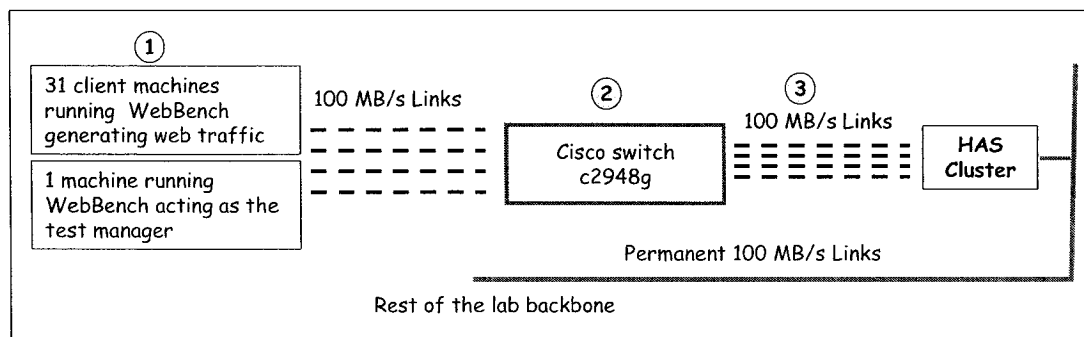 1
31 client machines
running WebBench
generating web traffic
1 machine running
WebBench acting as the
test manager
100 MB/s Links
2
Cisco switch
c2948g
3
100 MB/s Links
HAS
Cluster
Permanent 100 MB/s Links
Rest of the lab backbone